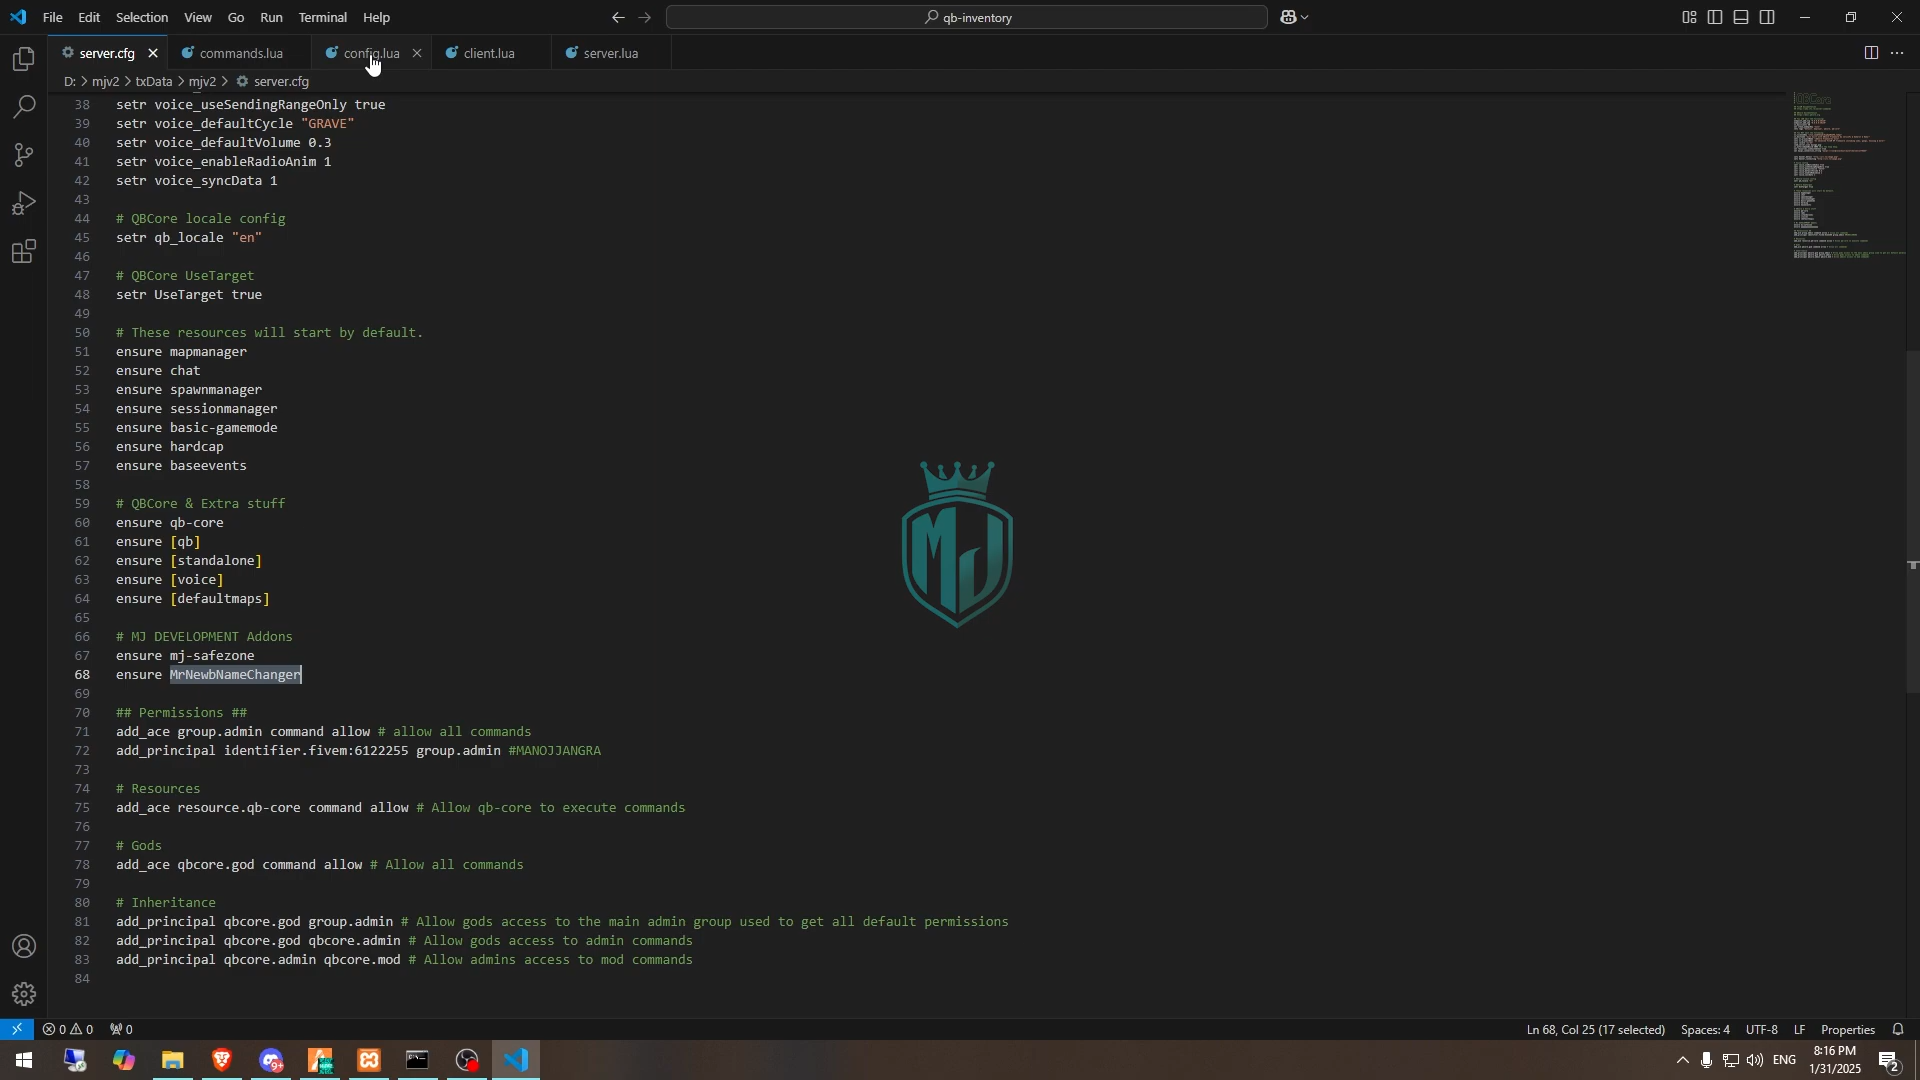 File Edit Selection View Go Run Terminal Help
qb-inventory
server.cfg commands.lua config.lua client.lua server.lua
D: > mjv2 > txData > mjv2 > server.cfg
38 setr voice_useSendingRangeOnly true
39 setr voice_defaultCycle "GRAVE"
40 setr voice_defaultVolume 0.3
41 setr voice_enableRadioAnim 1
42 setr voice_syncData 1
43
44 # QBCore locale config
45 setr qb_locale "en"
46
47 # QBCore UseTarget
48 setr UseTarget true
49
50 # These resources will start by default.
51 ensure mapmanager
52 ensure chat
53 ensure spawnmanager
54 ensure sessionmanager
55 ensure basic-gamemode
56 ensure hardcap
57 ensure baseevents
58
59 # QBCore & Extra stuff
60 ensure qb-core
61 ensure [qb]
62 ensure [standalone]
63 ensure [voice]
64 ensure [defaultmaps]
65
66 # MJ DEVELOPMENT Addons
67 ensure mj-safezone
68 ensure MrNewbNameChanger
69
70 ## Permissions ##
71 add_ace group.admin command allow # allow all commands
72 add_principal identifier.fivem:6122255 group.admin #MANOJJANGRA
73
74 # Resources
75 add_ace resource.qb-core command allow # Allow qb-core to execute commands
76
77 # Gods
78 add_ace qbcore.god command allow # Allow all commands
79
80 # Inheritance
81 add_principal qbcore.god group.admin # Allow gods access to the main admin group used to get all default permissions
82 add_principal qbcore.god qbcore.admin # Allow gods access to admin commands
83 add_principal qbcore.admin qbcore.mod # Allow admins access to mod commands
84
MJ
0 0 0 Ln 68, Col 25 (17 selected) Spaces: 4 UTF-8 LF Properties
9+ ENG 8:16 PM
1/31/2025 2